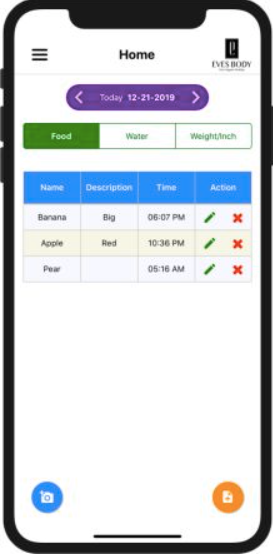 Home
EVES BODY
Today 12-21-2019
Food Water Weight/Inch
Name Description Time Action
Banana Big 06:07 PM
Apple Red 10:36 PM
Pear 05:16 AM